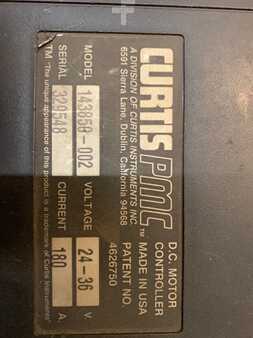 CURTIS PMC™
D.C. MOTOR
CONTROLLER
A DIVISION OF CURTIS INSTRUMENTS INC
6591 Sierra Lane, Dublin, California 94568
MADE IN USA
PATENT NO.
4626750
MODEL 143858-002 VOLTAGE 24-36 V.
SERIAL 329548 CURRENT 180 A.
™ The unique appearance of this product is a trademark of Curtis Instruments